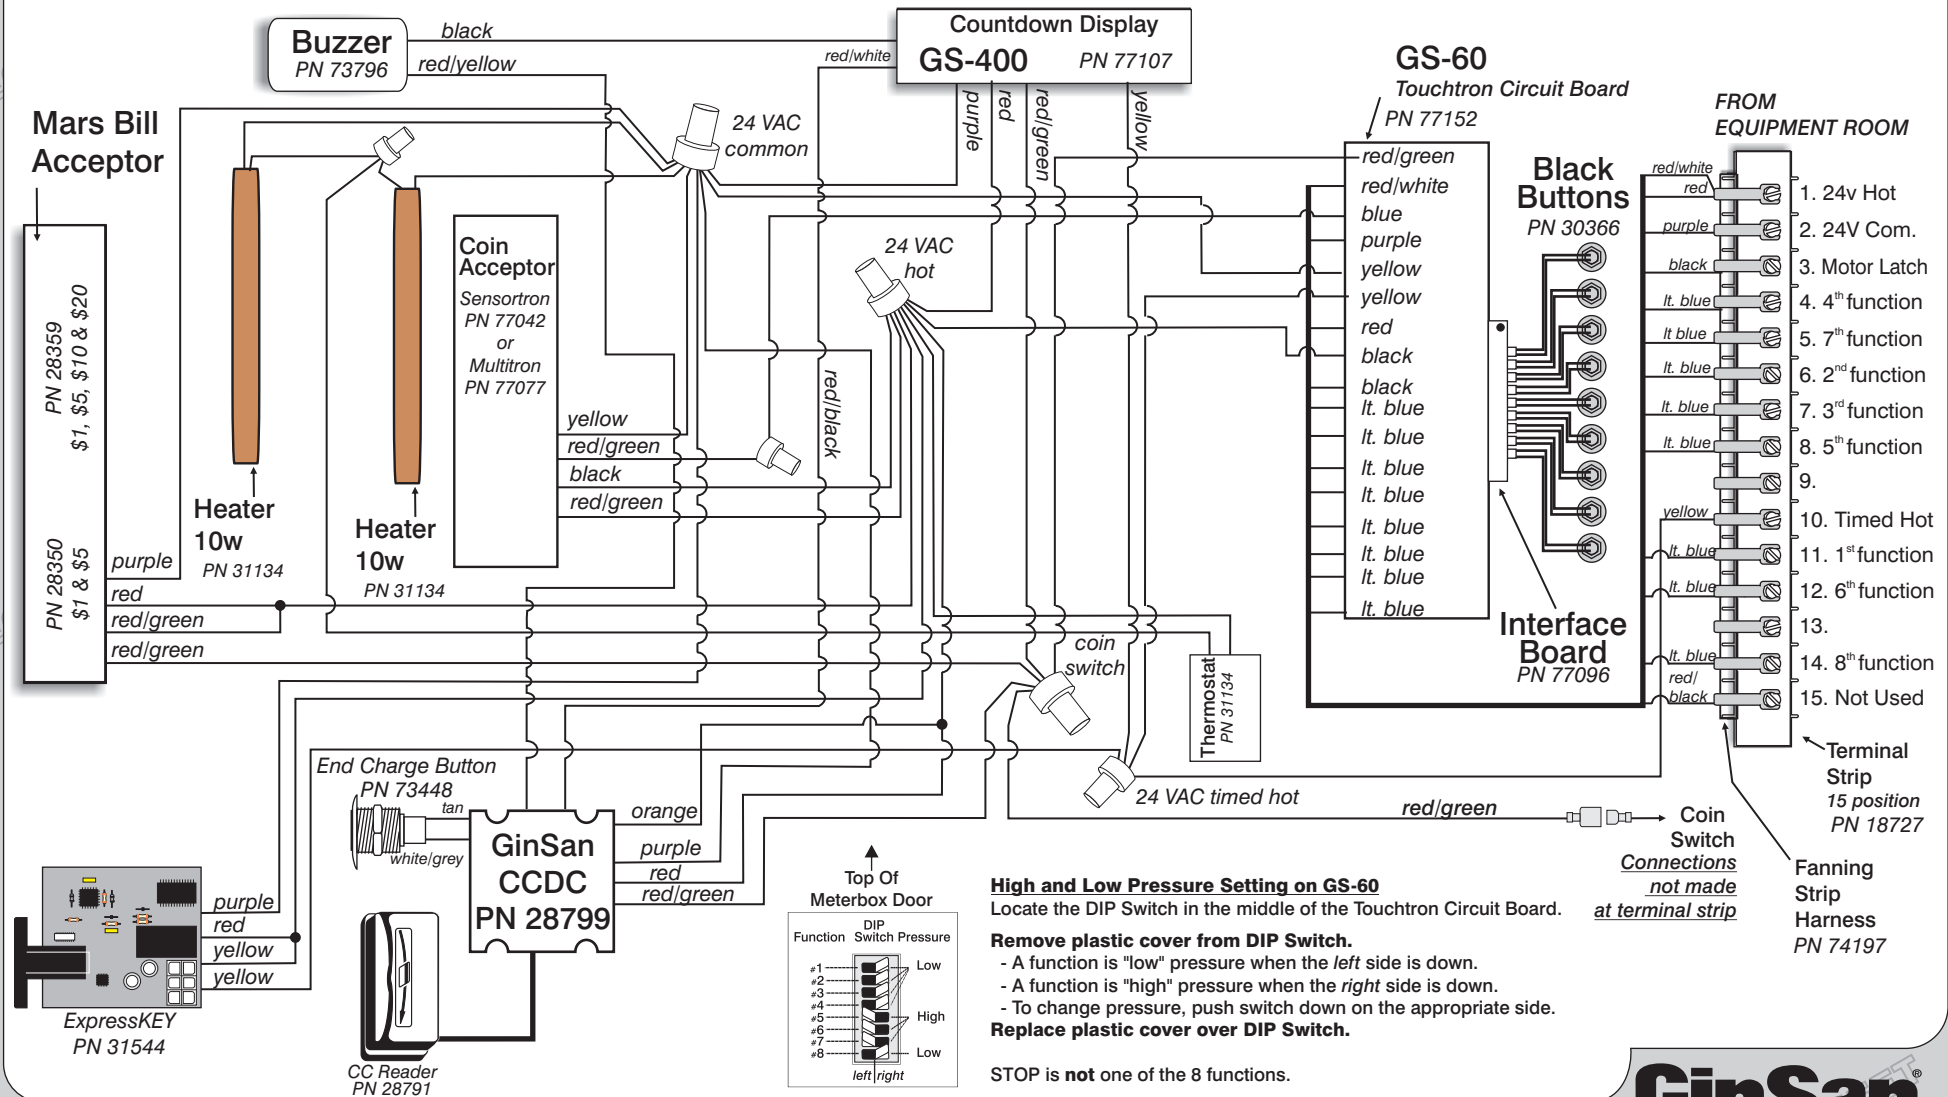 Buzzer
PN 73796
black
red/yellow
red/white
Countdown Display
GS-400 PN 77107
purple
red
red/green
yellow
GS-60
Touchtron Circuit Board
PN 77152
FROM
EQUIPMENT ROOM
Mars Bill
Acceptor
24 VAC
common
24 VAC
hot
PN 28359
$1, $5, $10 & $20
PN 28350
$1 & $5
purple
red
red/green
red/green
Heater
10w
PN 31134
Heater
10w
PN 31134
Coin
Acceptor
Sensortron
PN 77042
or
Multitron
PN 77077
yellow
red/green
black
red/green
red/black
red/green
red/white
blue
purple
yellow
yellow
red
black
black
lt. blue
lt. blue
lt. blue
lt. blue
lt. blue
lt. blue
lt. blue
lt. blue
Black
Buttons
PN 30366
Interface
Board
PN 77096
red/white
red
purple
black
lt. blue
lt blue
lt. blue
lt. blue
lt. blue
yellow
lt. blue
lt. blue
lt. blue
red/
black
1. 24v Hot
2. 24V Com.
3. Motor Latch
4. 4th function
5. 7th function
6. 2nd function
7. 3rd function
8. 5th function
9.
10. Timed Hot
11. 1st function
12. 6th function
13.
14. 8th function
15. Not Used
Terminal
Strip
15 position
PN 18727
Fanning
Strip
Harness
PN 74197
coin
switch
Thermostat
PN 31134
24 VAC timed hot
red/green
Coin
Switch
Connections
not made
at terminal strip
End Charge Button
PN 73448
tan
white/grey
GinSan
CCDC
PN 28799
orange
purple
red
red/green
purple
red
yellow
yellow
ExpressKEY
PN 31544
CC Reader
PN 28791
Top Of
Meterbox Door
DIP
Function Switch Pressure
#1
#2
#3
#4
#5
#6
#7
#8
Low
High
Low
left right
High and Low Pressure Setting on GS-60
Locate the DIP Switch in the middle of the Touchtron Circuit Board.
Remove plastic cover from DIP Switch.
- A function is "low" pressure when the left side is down.
- A function is "high" pressure when the right side is down.
- To change pressure, push switch down on the appropriate side.
Replace plastic cover over DIP Switch.
STOP is not one of the 8 functions.
GinSan®